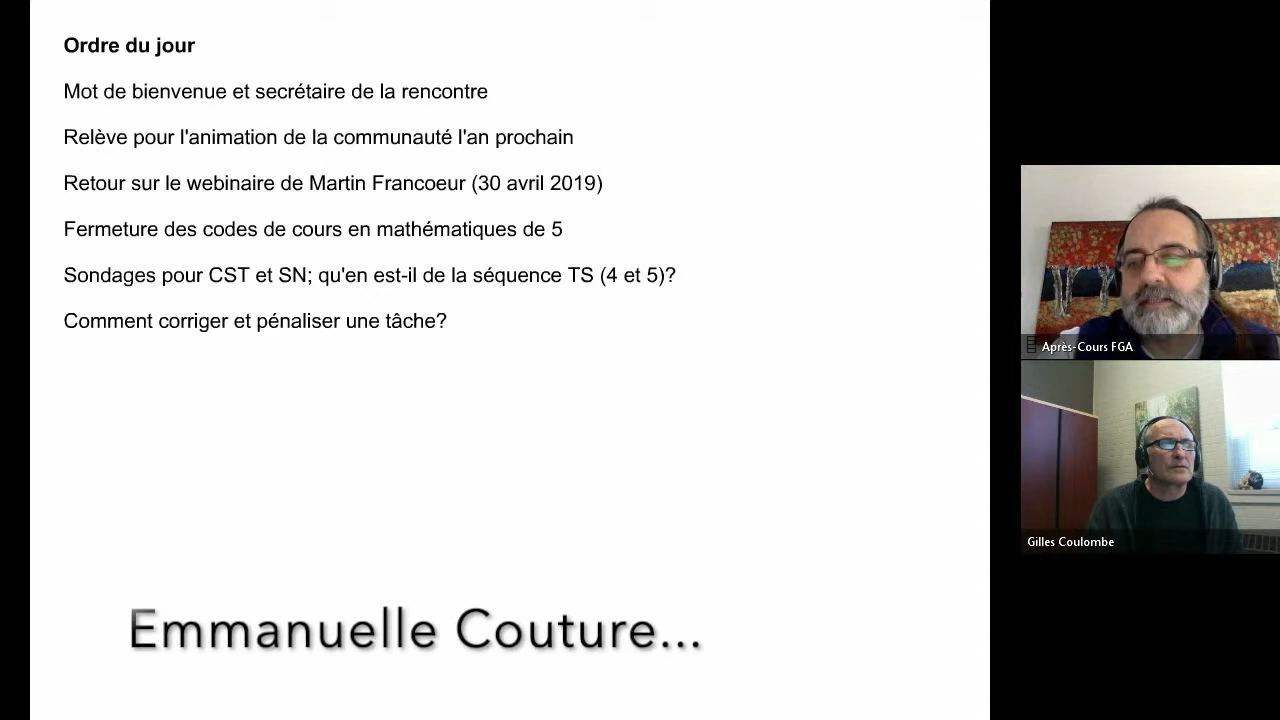 Ordre du jour
Mot de bienvenue et secrétaire de la rencontre
Relève pour l'animation de la communauté l'an prochain
Retour sur le webinaire de Martin Francoeur (30 avril 2019)
Fermeture des codes de cours en mathématiques de 5
Sondages pour CST et SN; qu'en est-il de la séquence TS (4 et 5)?
Comment corriger et pénaliser une tâche?
Emmanuelle Couture...
Après-Cours FGA
Gilles Coulombe